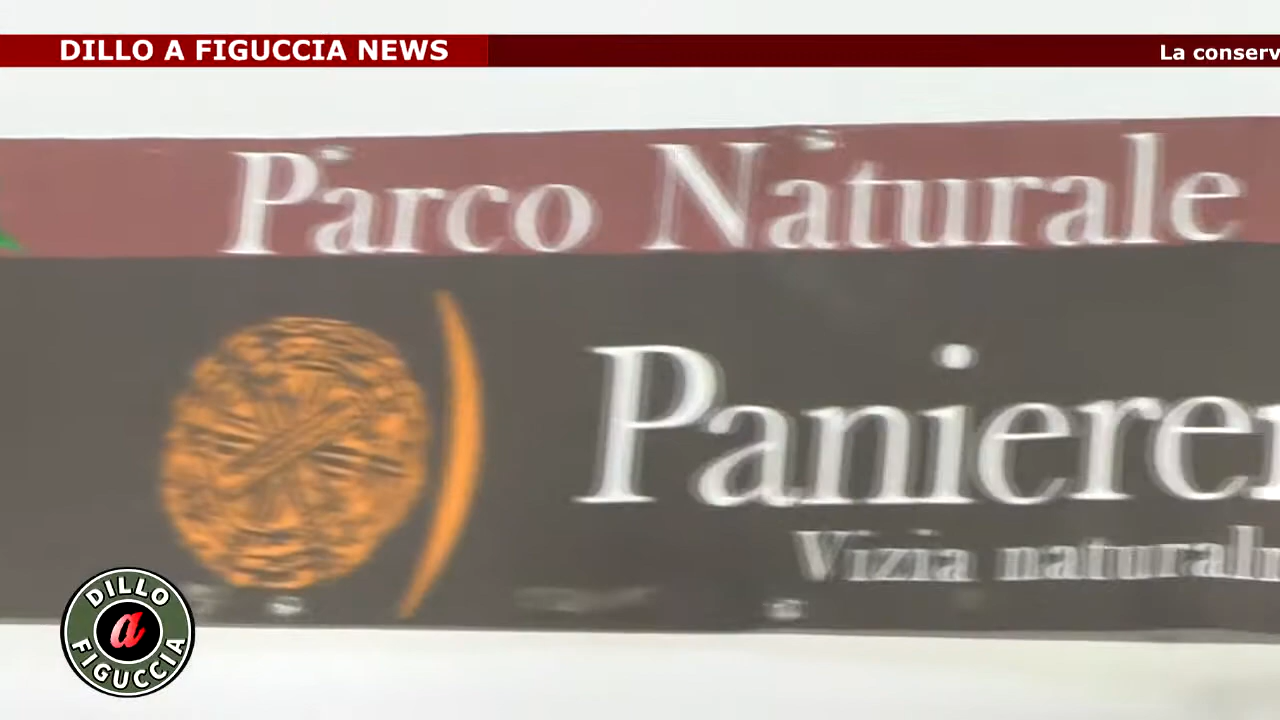 DILLO A FIGUCCIA NEWS
La conserv
Parco Naturale
Paniere
Vizia natural
DILLO
a
FIGUCCIA